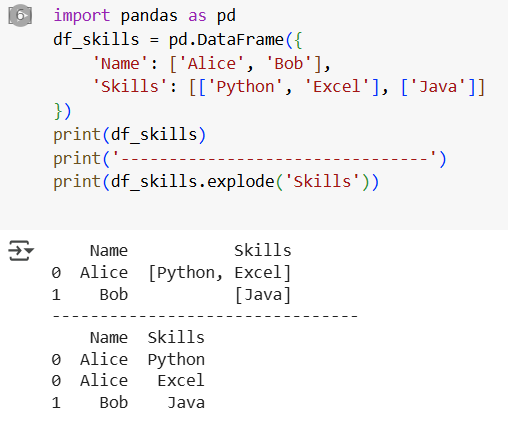 6
import pandas as pd
df_skills = pd.DataFrame({
    'Name': ['Alice', 'Bob'],
    'Skills': [['Python', 'Excel'], ['Java']]
})
print(df_skills)
print('--------------------------------')
print(df_skills.explode('Skills'))
    Name           Skills
0  Alice  [Python, Excel]
1    Bob           [Java]
--------------------------------
    Name  Skills
0  Alice  Python
0  Alice   Excel
1    Bob    Java